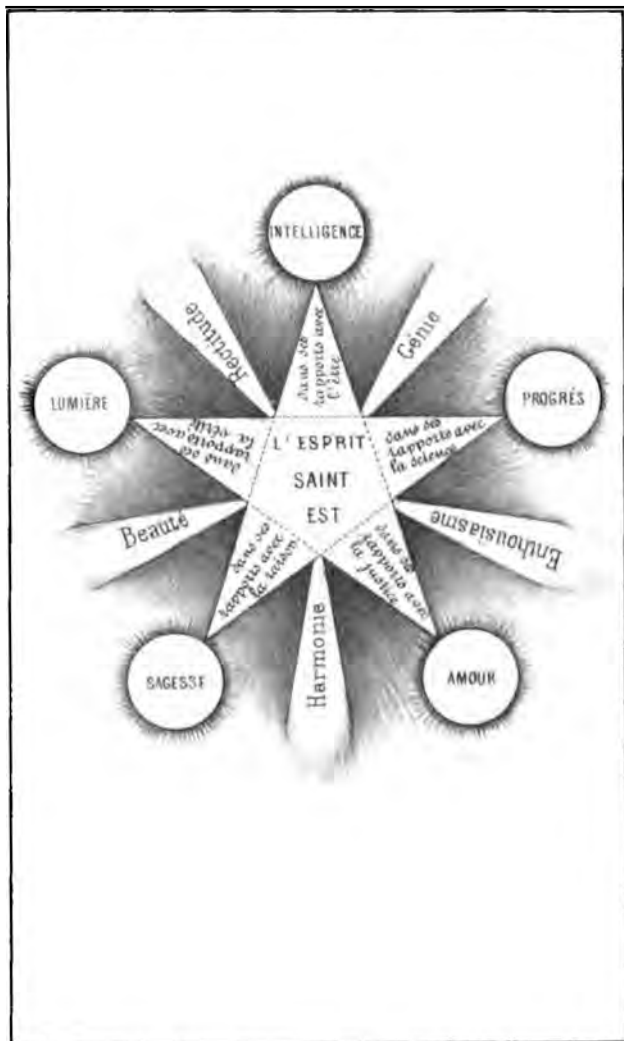 INTELLIGENCE
Rectitude
Génie
dans ses
rapports avec
l'être
LUMIÈRE
PROGRÉS
dans ses
rapports avec
la vérité
L'ESPRIT
SAINT
EST
dans ses
rapports avec
la science
Beauté
Enthousiasme
dans ses
rapports avec
la raison
dans ses
rapports avec
la justice
Harmonie
SAGESSE
AMOUR